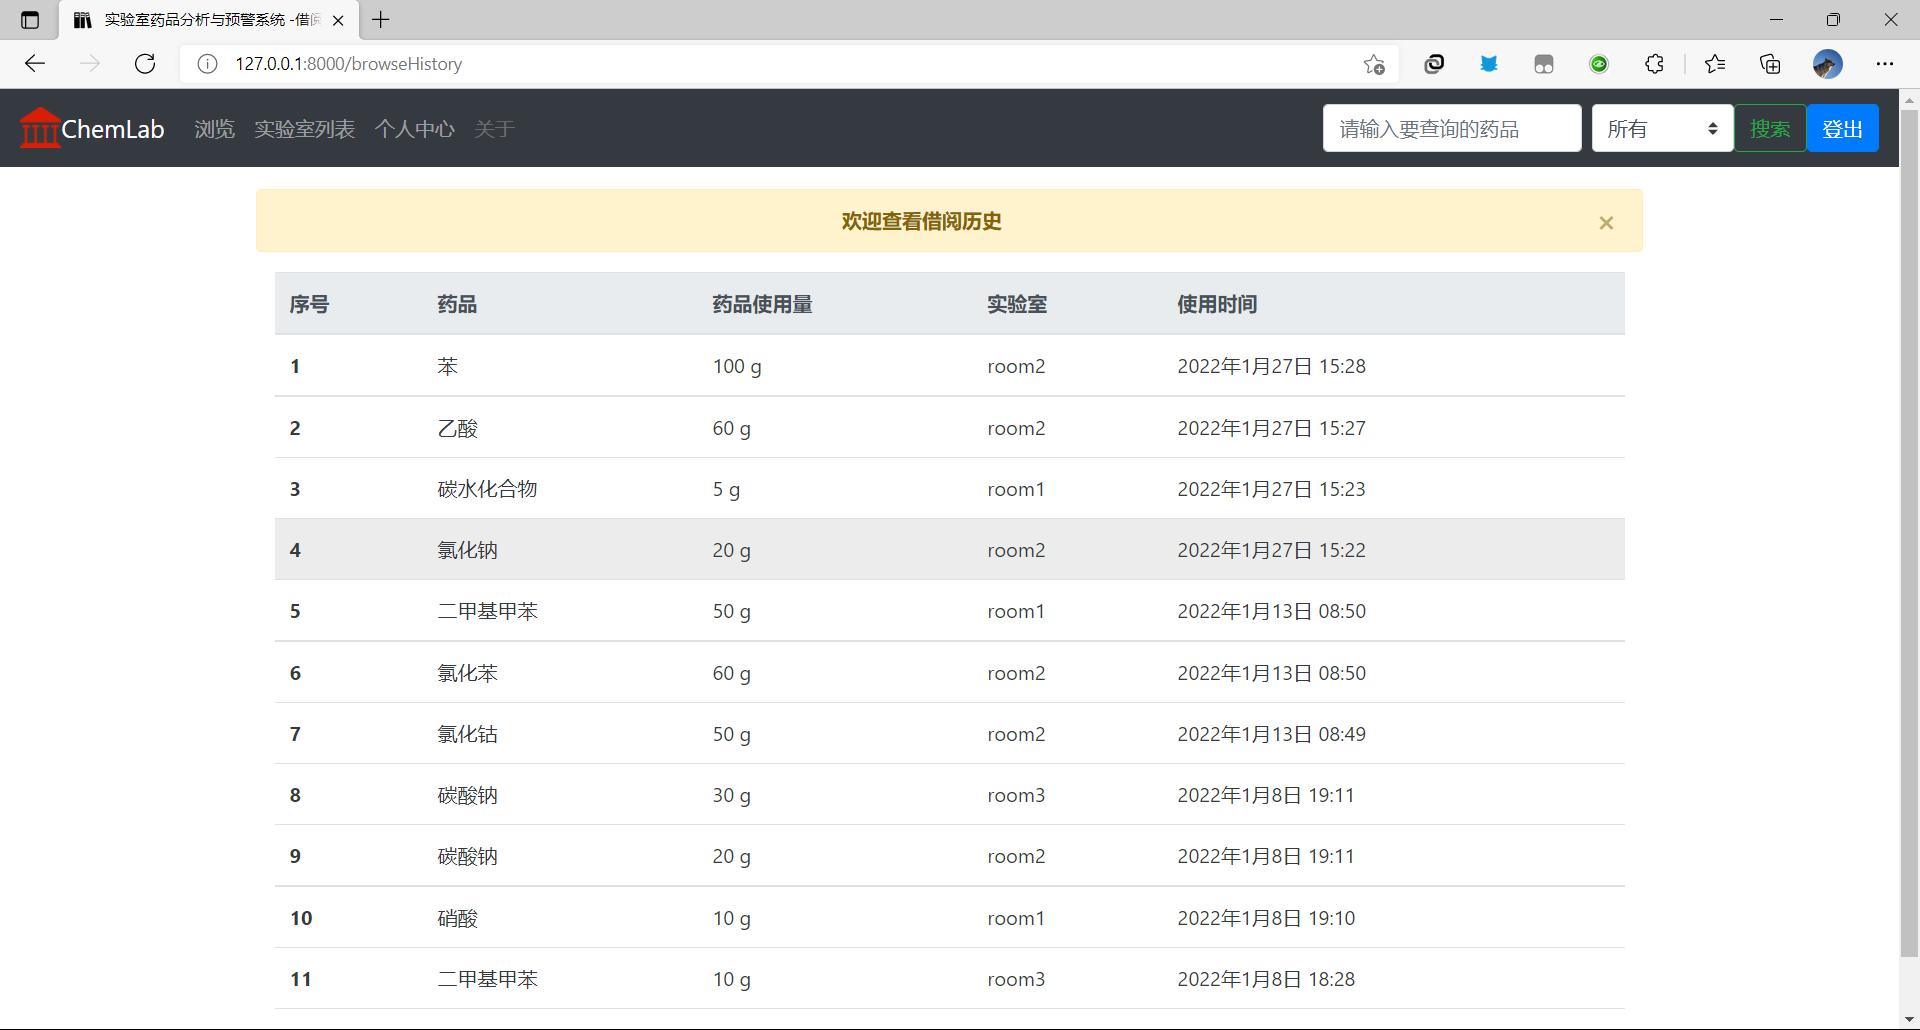 实验室药品分析与预警系统 -借阅
127.0.0.1:8000/browseHistory
ChemLab 浏览 实验室列表 个人中心 关于 请输入要查询的药品 所有 搜索 登出
欢迎查看借阅历史 ×
序号 药品 药品使用量 实验室 使用时间
1 苯 100 g room2 2022年1月27日 15:28
2 乙酸 60 g room2 2022年1月27日 15:27
3 碳水化合物 5 g room1 2022年1月27日 15:23
4 氯化钠 20 g room2 2022年1月27日 15:22
5 二甲基甲苯 50 g room1 2022年1月13日 08:50
6 氯化苯 60 g room2 2022年1月13日 08:50
7 氯化钴 50 g room2 2022年1月13日 08:49
8 碳酸钠 30 g room3 2022年1月8日 19:11
9 碳酸钠 20 g room2 2022年1月8日 19:11
10 硝酸 10 g room1 2022年1月8日 19:10
11 二甲基甲苯 10 g room3 2022年1月8日 18:28